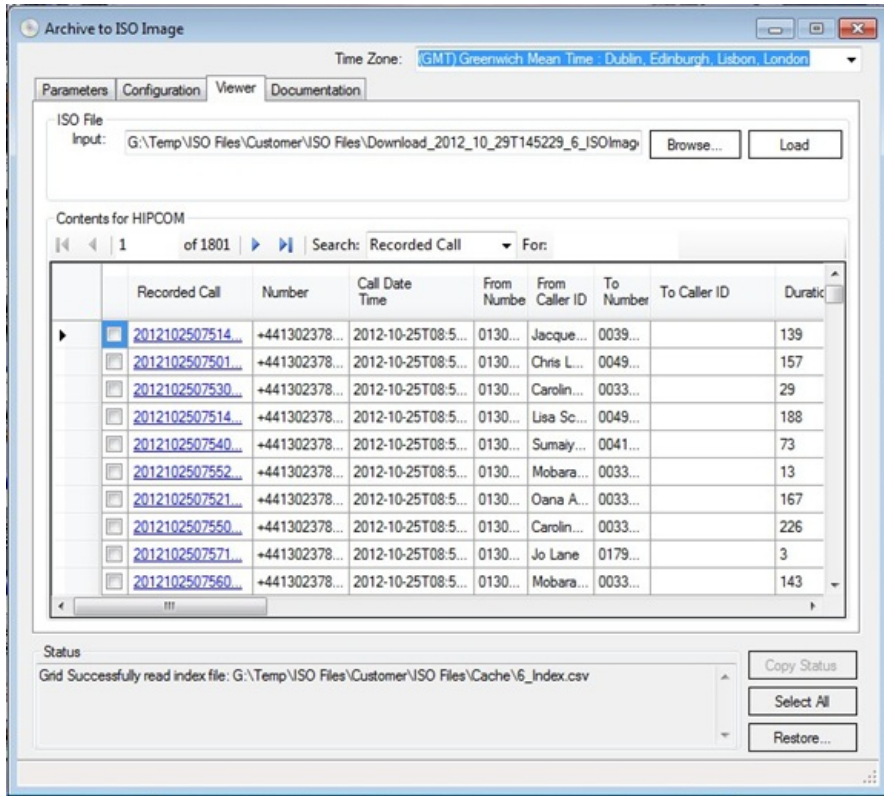 Archive to ISO Image
Time Zone: (GMT) Greenwich Mean Time : Dublin, Edinburgh, Lisbon, London
Parameters Configuration Viewer Documentation
ISO File
Input: G:\Temp\ISO Files\Customer\ISO Files\Download_2012_10_29T145229_6_ISOImag Browse... Load
Contents for HIPCOM
1 of 1801 Search: Recorded Call For:
Recorded Call Number Call Date Time From Numbe From Caller ID To Number To Caller ID Duratic
2012102507514... +441302378... 2012-10-25T08:5... 0130... Jacque... 0039... 139
2012102507501... +441302378... 2012-10-25T08:5... 0130... Chris L... 0049... 157
2012102507530... +441302378... 2012-10-25T08:5... 0130... Carolin... 0033... 29
2012102507514... +441302378... 2012-10-25T08:5... 0130... Lisa Sc... 0049... 188
2012102507540... +441302378... 2012-10-25T08:5... 0130... Sumaiy... 0041... 73
2012102507552... +441302378... 2012-10-25T08:5... 0130... Mobara... 0033... 13
2012102507521... +441302378... 2012-10-25T08:5... 0130... Oana A... 0033... 167
2012102507550... +441302378... 2012-10-25T08:5... 0130... Carolin... 0033... 226
2012102507571... +441302378... 2012-10-25T08:5... 0130... Jo Lane 0179... 3
2012102507560... +441302378... 2012-10-25T08:5... 0130... Mobara... 0033... 143
Status
Grid Successfully read index file: G:\Temp\ISO Files\Customer\ISO Files\Cache\6_Index.csv
Copy Status
Select All
Restore...